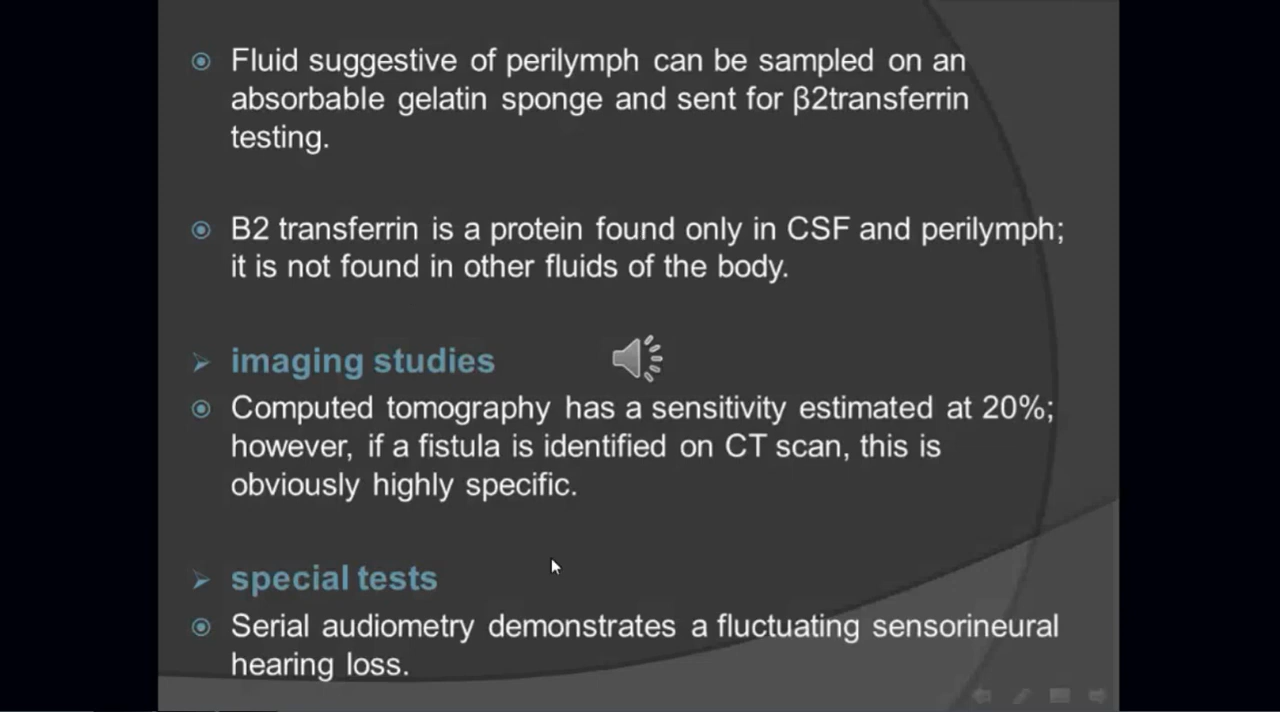 Fluid suggestive of perilymph can be sampled on an
absorbable gelatin sponge and sent for β2transferrin
testing.
B2 transferrin is a protein found only in CSF and perilymph;
it is not found in other fluids of the body.
imaging studies
Computed tomography has a sensitivity estimated at 20%;
however, if a fistula is identified on CT scan, this is
obviously highly specific.
special tests
Serial audiometry demonstrates a fluctuating sensorineural
hearing loss.